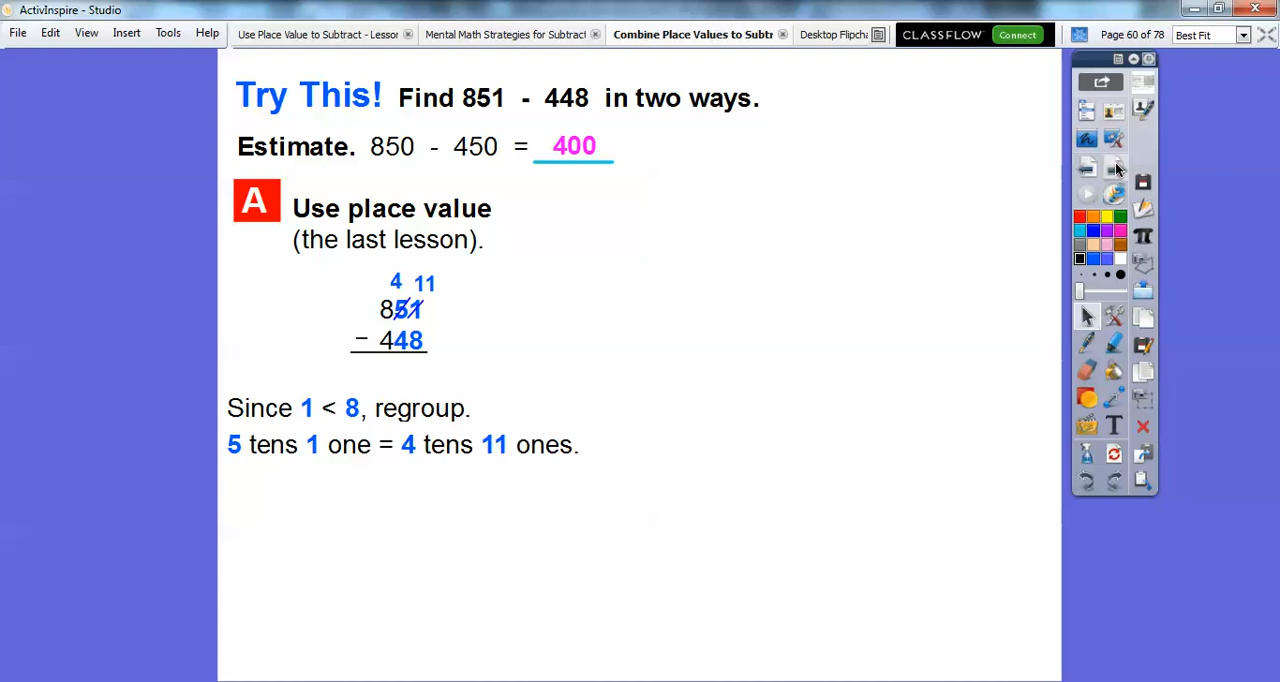 ActivInspire - Studio
File Edit View Insert Tools Help
Use Place Value to Subtract - Lessor
Mental Math Strategies for Subtract
Combine Place Values to Subtr
Desktop Flipcha
CLASSFLOW Connect
Page 60 of 78
Best Fit
Try This! Find 851 - 448 in two ways.
Estimate. 850 - 450 = 400
A Use place value
(the last lesson).
4 11
851
− 448
Since 1 < 8, regroup.
5 tens 1 one = 4 tens 11 ones.